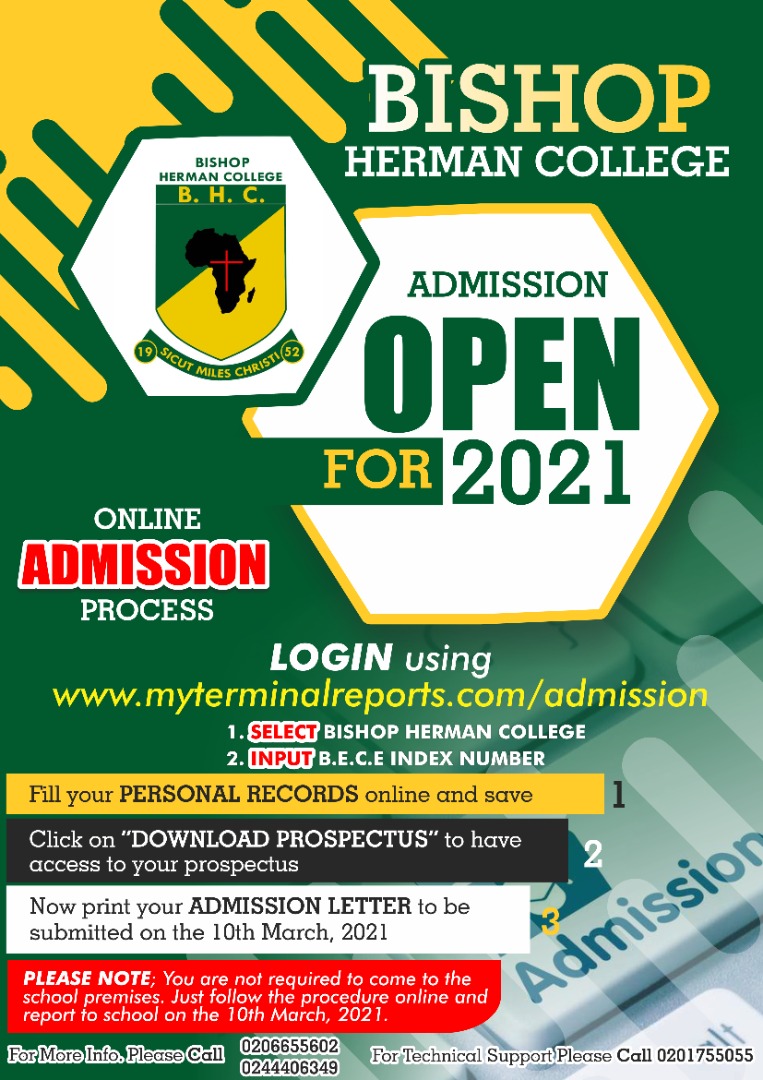 BISHOP
HERMAN COLLEGE
BISHOP
HERMAN COLLEGE
B. H. C.
19 SICUT MILES CHRISTI 52
ADMISSION
OPEN
FOR 2021
ONLINE
ADMISSION
PROCESS
LOGIN using
www.myterminalreports.com/admission
1. SELECT BISHOP HERMAN COLLEGE
2. INPUT B.E.C.E INDEX NUMBER
Fill your PERSONAL RECORDS online and save 1
Click on “DOWNLOAD PROSPECTUS” to have
access to your prospectus
2
Now print your ADMISSION LETTER to be
submitted on the 10th March, 2021
3
Admission
alt
PLEASE NOTE; You are not required to come to the
school premises. Just follow the procedure online and
report to school on the 10th March, 2021.
For More Info. Please Call 0206655602
0244406349
For Technical Support Please Call 0201755055